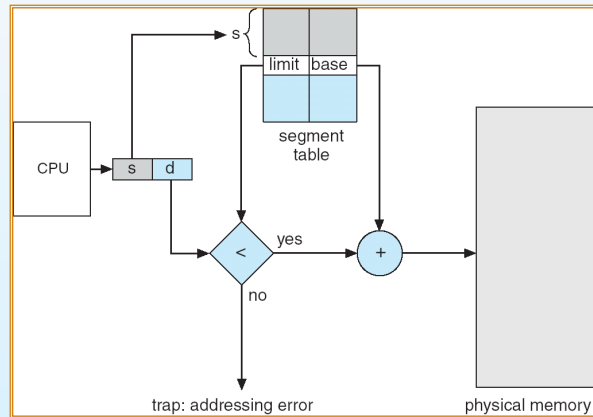 s
limit base
segment
table
CPU
s d
<
yes
+
no
trap: addressing error
physical memory